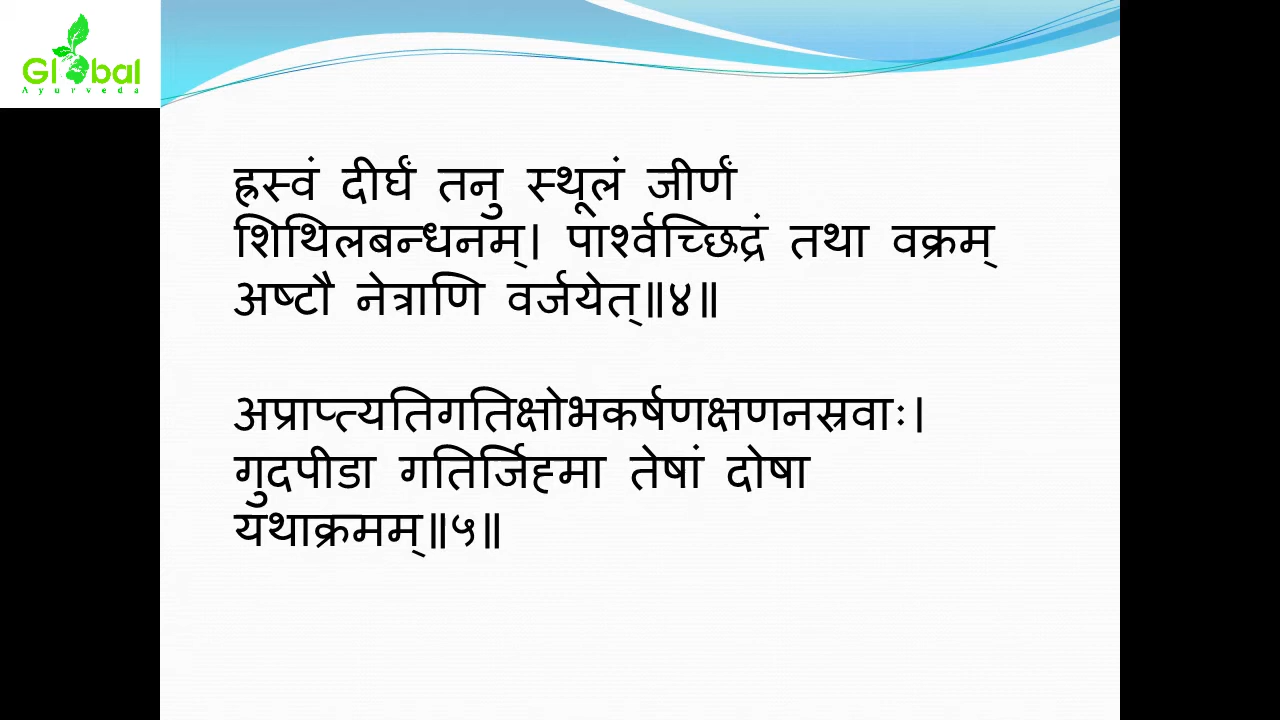 Global
Ayurveda
ह्रस्वं दीर्घं तनु स्थूलं जीर्णं
शिथिलबन्धनम्। पार्श्वच्छिद्रं तथा वक्रम्
अष्टौ नेत्राणि वर्जयेत्॥४॥
अप्राप्त्यतिगतिक्षोभकर्षणक्षणनस्रवाः।
गुदपीडा गतिर्जिह्मा तेषां दोषा
यथाक्रमम्॥५॥